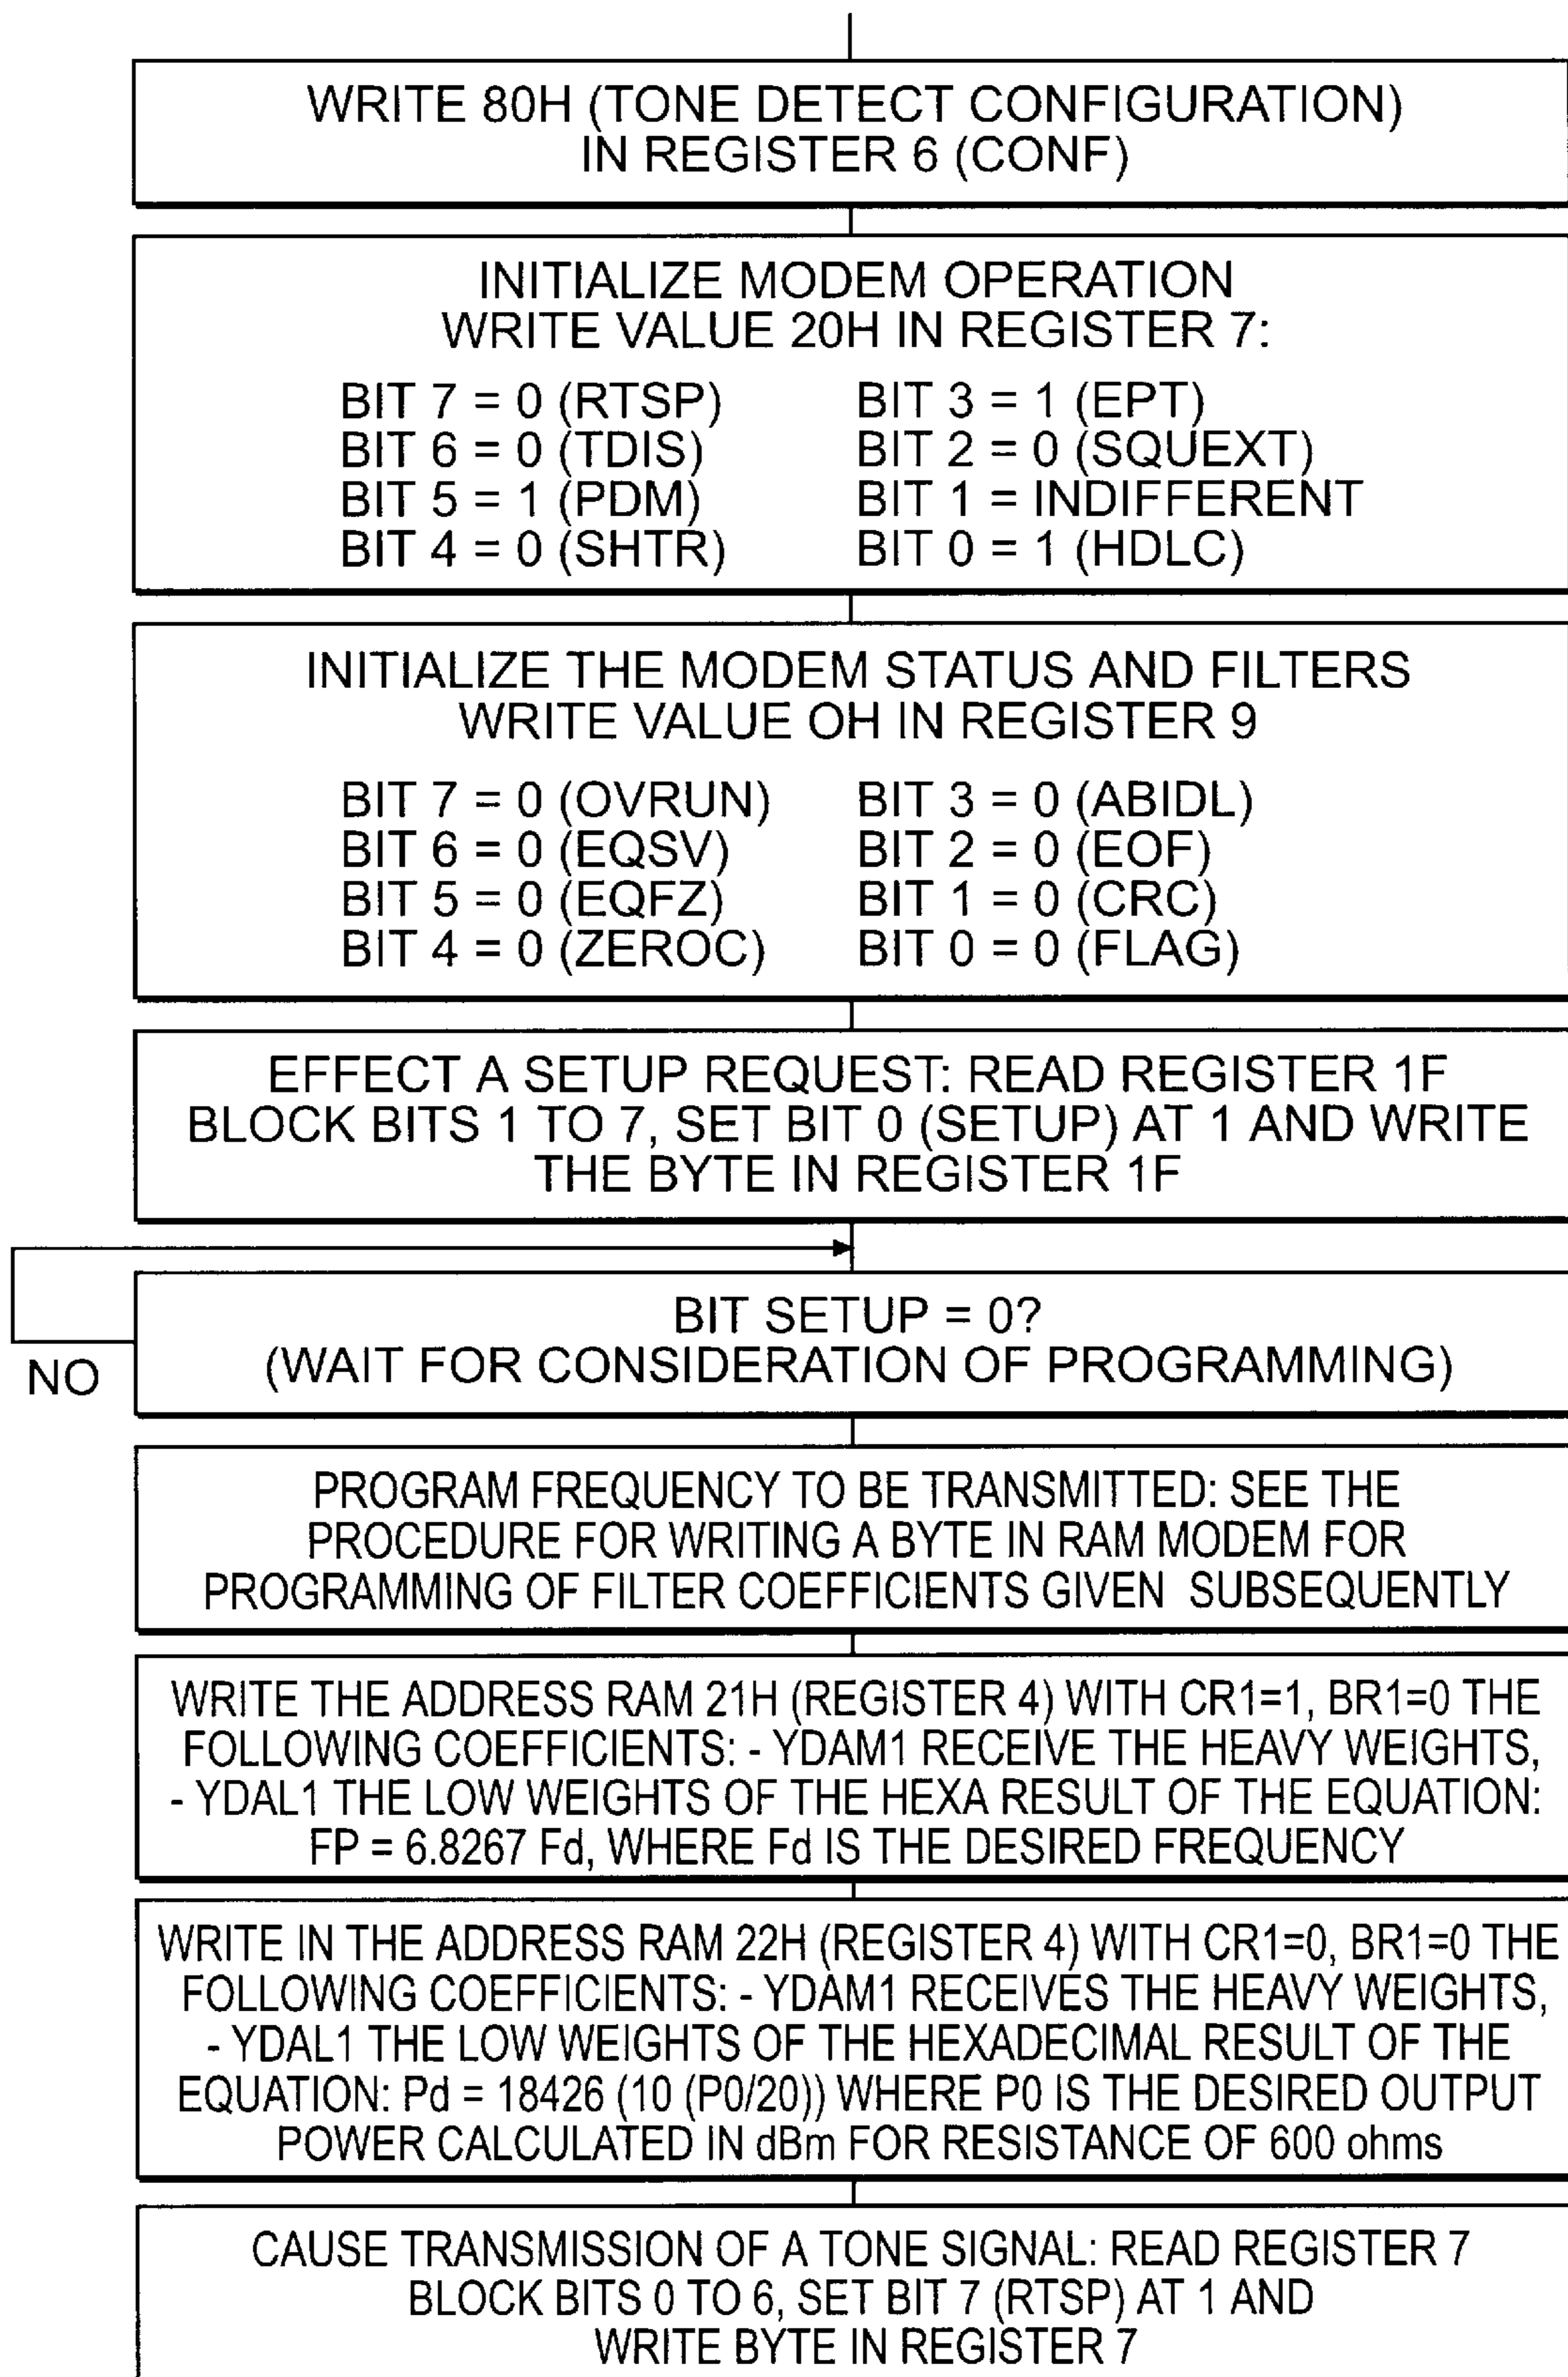 WRITE 80H (TONE DETECT CONFIGURATION)
IN REGISTER 6 (CONF)
INITIALIZE MODEM OPERATION
WRITE VALUE 20H IN REGISTER 7:
BIT 7 = 0 (RTSP) BIT 3 = 1 (EPT)
BIT 6 = 0 (TDIS) BIT 2 = 0 (SQUEXT)
BIT 5 = 1 (PDM) BIT 1 = INDIFFERENT
BIT 4 = 0 (SHTR) BIT 0 = 1 (HDLC)
INITIALIZE THE MODEM STATUS AND FILTERS
WRITE VALUE OH IN REGISTER 9
BIT 7 = 0 (OVRUN) BIT 3 = 0 (ABIDL)
BIT 6 = 0 (EQSV) BIT 2 = 0 (EOF)
BIT 5 = 0 (EQFZ) BIT 1 = 0 (CRC)
BIT 4 = 0 (ZEROC) BIT 0 = 0 (FLAG)
EFFECT A SETUP REQUEST: READ REGISTER 1F
BLOCK BITS 1 TO 7, SET BIT 0 (SETUP) AT 1 AND WRITE
THE BYTE IN REGISTER 1F
BIT SETUP = 0?
(WAIT FOR CONSIDERATION OF PROGRAMMING)
NO
PROGRAM FREQUENCY TO BE TRANSMITTED: SEE THE
PROCEDURE FOR WRITING A BYTE IN RAM MODEM FOR
PROGRAMMING OF FILTER COEFFICIENTS GIVEN SUBSEQUENTLY
WRITE THE ADDRESS RAM 21H (REGISTER 4) WITH CR1=1, BR1=0 THE
FOLLOWING COEFFICIENTS: - YDAM1 RECEIVE THE HEAVY WEIGHTS,
- YDAL1 THE LOW WEIGHTS OF THE HEXA RESULT OF THE EQUATION:
FP = 6.8267 Fd, WHERE Fd IS THE DESIRED FREQUENCY
WRITE IN THE ADDRESS RAM 22H (REGISTER 4) WITH CR1=0, BR1=0 THE
FOLLOWING COEFFICIENTS: - YDAM1 RECEIVES THE HEAVY WEIGHTS,
- YDAL1 THE LOW WEIGHTS OF THE HEXADECIMAL RESULT OF THE
EQUATION: Pd = 18426 (10 (P0/20)) WHERE P0 IS THE DESIRED OUTPUT
POWER CALCULATED IN dBm FOR RESISTANCE OF 600 ohms
CAUSE TRANSMISSION OF A TONE SIGNAL: READ REGISTER 7
BLOCK BITS 0 TO 6, SET BIT 7 (RTSP) AT 1 AND
WRITE BYTE IN REGISTER 7